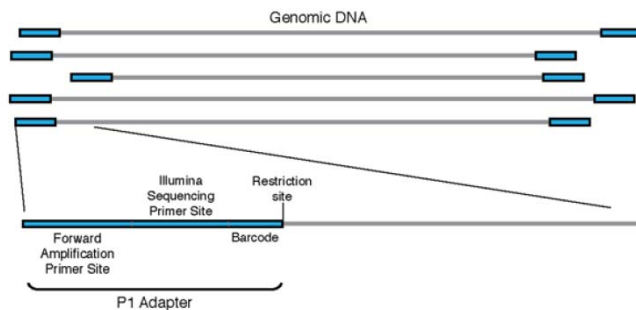 Genomic DNA
Illumina
Sequencing
Primer Site
Restriction
site
Forward
Amplification
Primer Site
Barcode
P1 Adapter